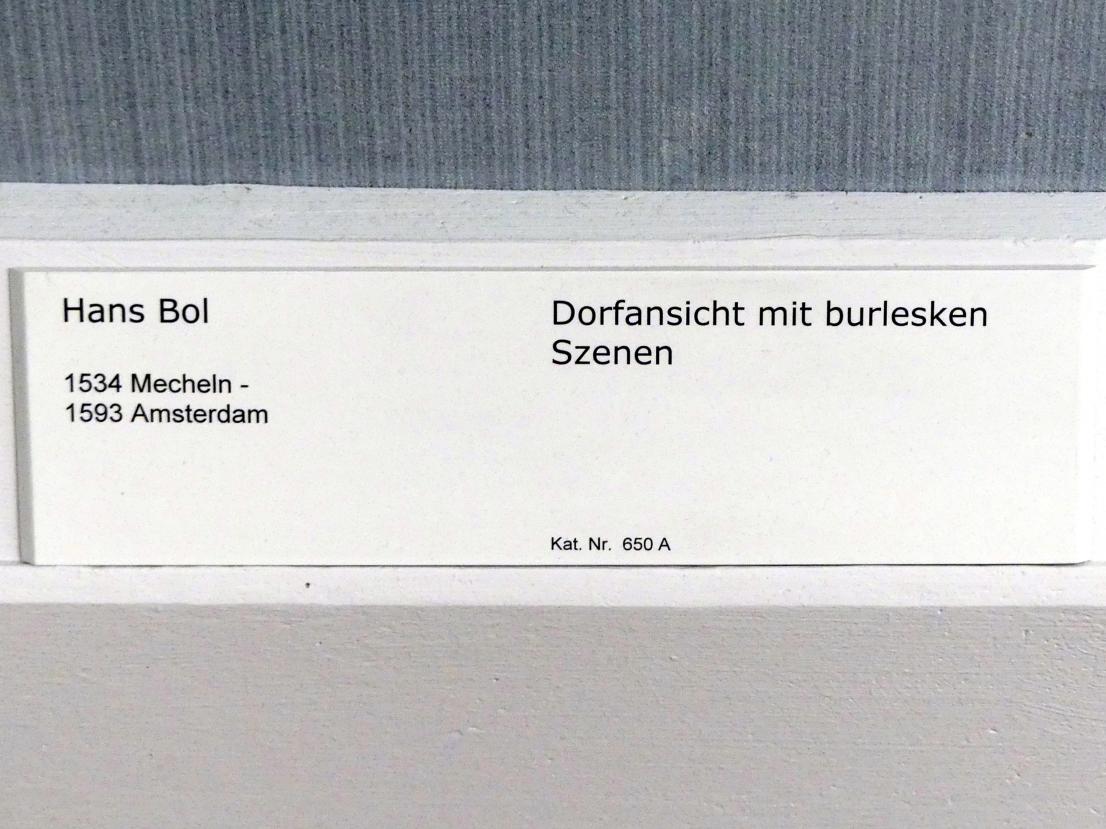 Hans Bol
1534 Mecheln -
1593 Amsterdam
Dorfansicht mit burlesken
Szenen
Kat. Nr. 650 A